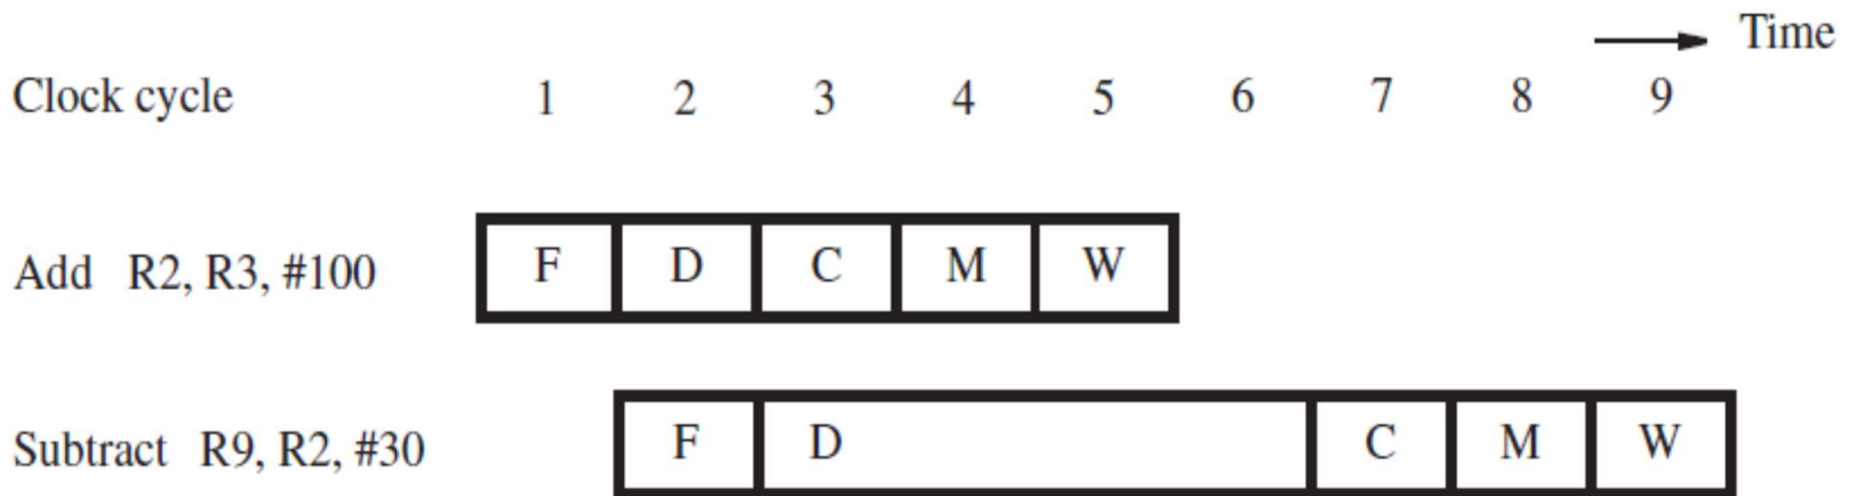 Time
Clock cycle 1 2 3 4 5 6 7 8 9
Add R2, R3, #100 F D C M W
Subtract R9, R2, #30 F D C M W